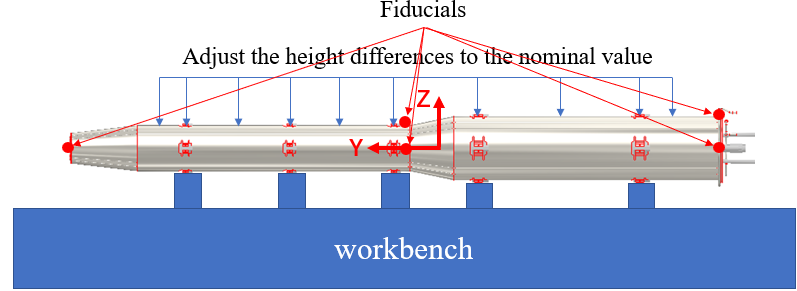 Fiducials
Adjust the height differences to the nominal value
Z
Y
workbench